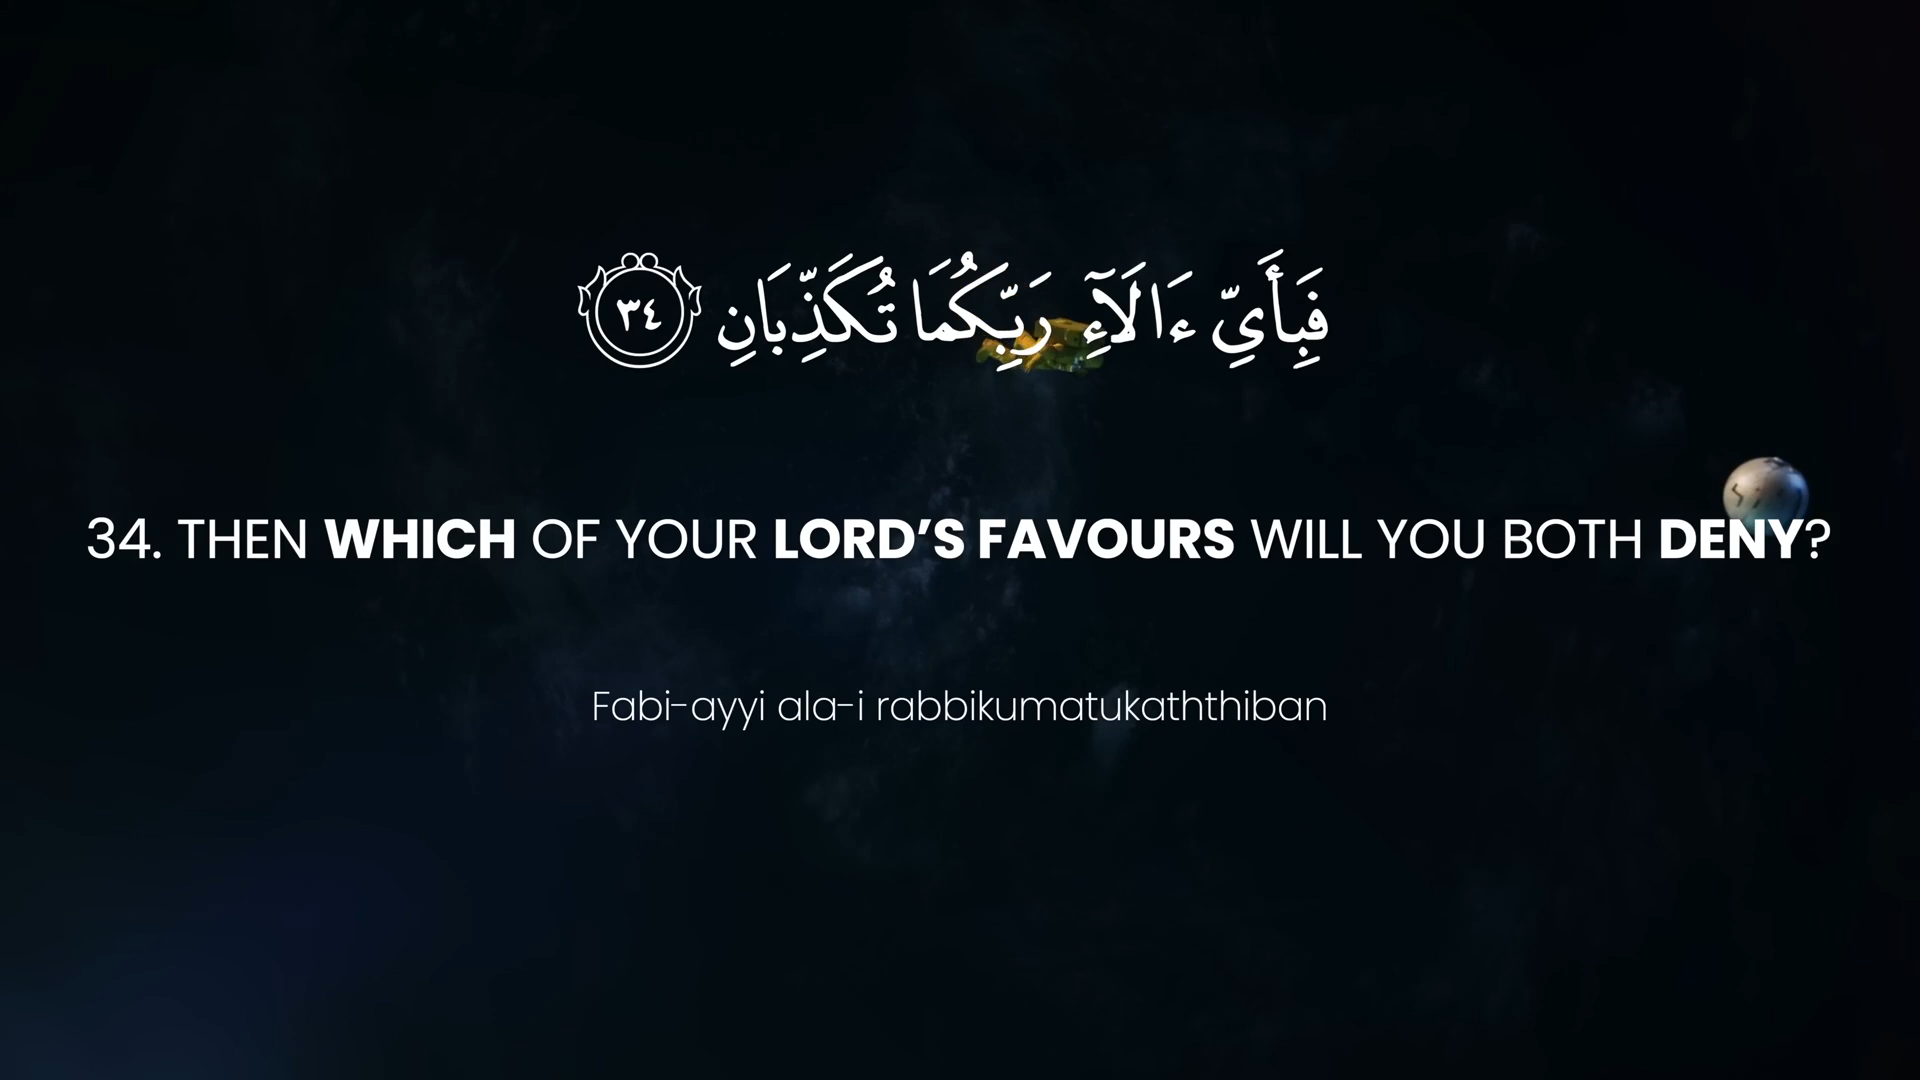 فَبِأَيِّ ءَالَآءِ رَبِّكُمَا تُكَذِّبَانِ ٣٤
34. THEN WHICH OF YOUR LORD’S FAVOURS WILL YOU BOTH DENY?
Fabi-ayyi ala-i rabbikumatukaththiban